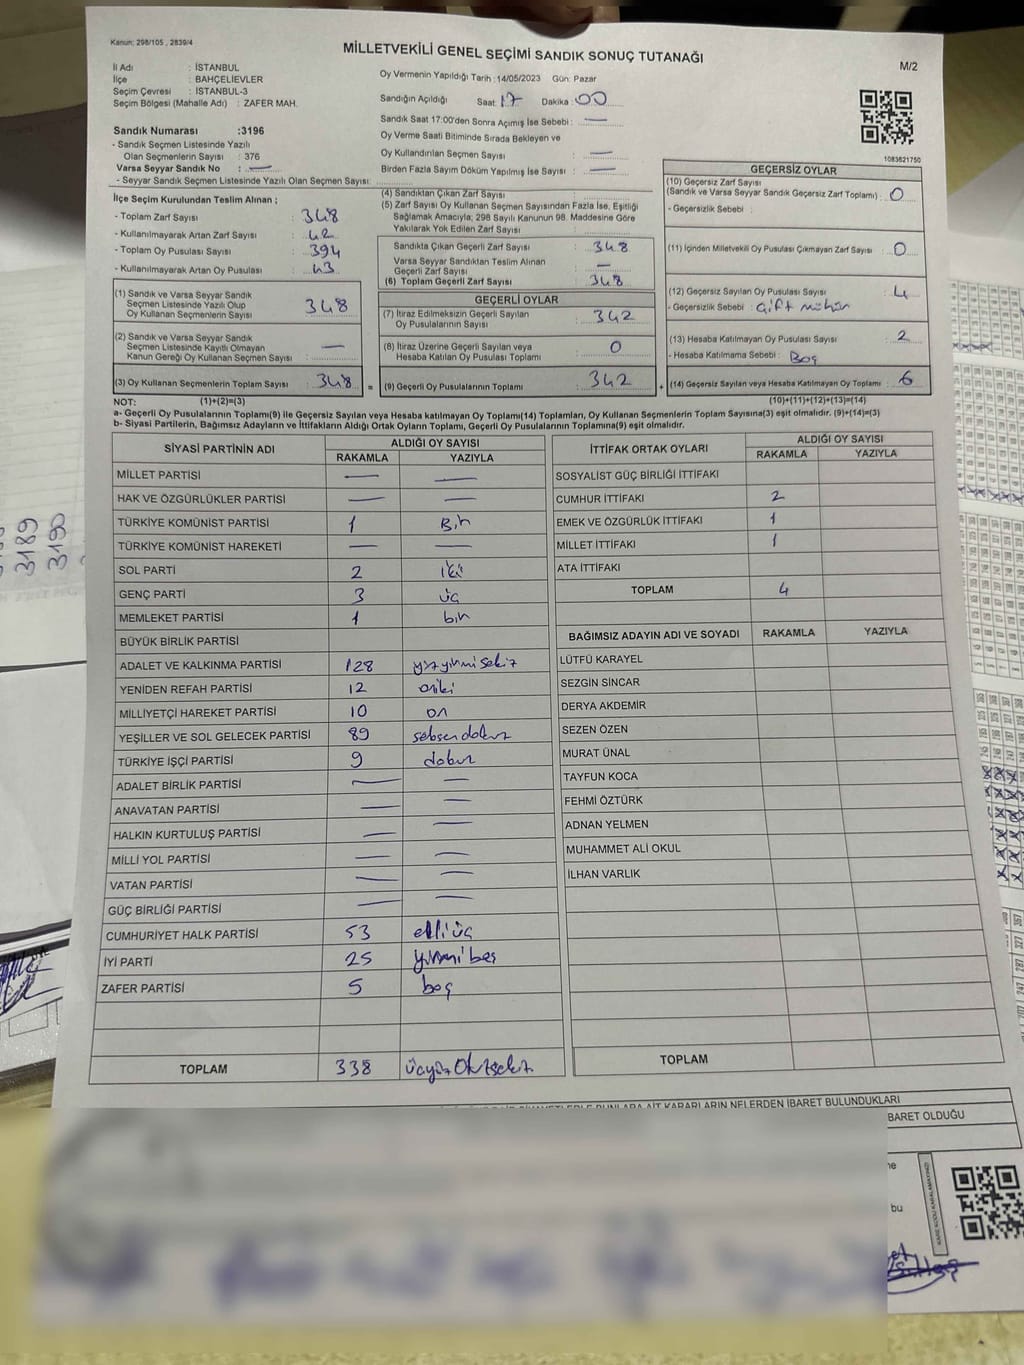 Kanun: 298/105 , 2839/4
MİLLETVEKİLİ GENEL SEÇİMİ SANDIK SONUÇ TUTANAĞI
M/2
İl Adı : İSTANBUL
İlçe : BAHÇELİEVLER
Seçim Çevresi : İSTANBUL-3
Seçim Bölgesi (Mahalle Adı) : ZAFER MAH.
Sandık Numarası :3196
- Sandık Seçmen Listesinde Yazılı
Olan Seçmenlerin Sayısı : 376
Varsa Seyyar Sandık No : —
- Seyyar Sandık Seçmen Listesinde Yazılı Olan Seçmen Sayısı:
Oy Vermenin Yapıldığı Tarih :14/05/2023 Gün: Pazar
Sandığın Açıldığı Saat: 17 Dakika : 00
Sandık Saat 17:00'den Sonra Açımış İse Sebebi : —
Oy Verme Saati Bitiminde Sırada Bekleyen ve
Oy Kullandırılan Seçmen Sayısı : —
Birden Fazla Sayım Döküm Yapılmış İse Sayısı : —
1083621750
İlçe Seçim Kurulundan Teslim Alınan ;
- Toplam Zarf Sayısı : 348
- Kullanılmayarak Artan Zarf Sayısı : 42
- Toplam Oy Pusulası Sayısı : 394
- Kullanılmayarak Artan Oy Pusulası : 43
(4) Sandıktan Çıkan Zarf Sayısı :
(5) Zarf Sayısı Oy Kullanan Seçmen Sayısından Fazla İse, Eşitliği
Sağlamak Amacıyla; 298 Sayılı Kanunun 98. Maddesine Göre
Yakılarak Yok Edilen Zarf Sayısı :
Sandıkta Çıkan Geçerli Zarf Sayısı : 348
Varsa Seyyar Sandıktan Teslim Alınan
Geçerli Zarf Sayısı : —
(6) Toplam Geçerli Zarf Sayısı : 348
GEÇERSİZ OYLAR
(10) Geçersiz Zarf Sayısı
(Sandık ve Varsa Seyyar Sandık Geçersiz Zarf Toplamı) : 0
- Geçersizlik Sebebi :
(11) İçinden Milletvekili Oy Pusulası Çıkmayan Zarf Sayısı : 0
(12) Geçersiz Sayılan Oy Pusulası Sayısı : 4
- Geçersizlik Sebebi : Çift mühür
(13) Hesaba Katılmayan Oy Pusulası Sayısı : 2
- Hesaba Katılmama Sebebi : Boş
(14) Geçersiz Sayılan veya Hesaba Katılmayan Oy Toplamı : 6
(1) Sandık ve Varsa Seyyar Sandık
Seçmen Listesinde Yazılı Olup
Oy Kullanan Seçmenlerin Sayısı : 348
(2) Sandık ve Varsa Seyyar Sandık
Seçmen Listesinde Kayıtlı Olmayan
Kanun Gereği Oy Kullanan Seçmen Sayısı : —
(3) Oy Kullanan Seçmenlerin Toplam Sayısı : 348 =
GEÇERLİ OYLAR
(7) İtiraz Edilmeksizin Geçerli Sayılan
Oy Pusulalarının Sayısı : 342
(8) İtiraz Üzerine Geçerli Sayılan veya
Hesaba Katılan Oy Pusulası Toplamı : 0
(9) Geçerli Oy Pusulalarının Toplamı : 342 +
NOT: (1)+(2)=(3)
(10)+(11)+(12)+(13)=(14)
a- Geçerli Oy Pusulalarının Toplamı(9) ile Geçersiz Sayılan veya Hesaba katılmayan Oy Toplamı(14) Toplamları, Oy Kullanan Seçmenlerin Toplam Sayısına(3) eşit olmalıdır. (9)+(14)=(3)
b- Siyasi Partilerin, Bağımsız Adayların ve İttifakların Aldığı Oy Ortak Oyların Toplamı, Geçerli Oy Pusulalarının Toplamına(9) eşit olmalıdır.
SİYASİ PARTİNİN ADI ALDIĞI OY SAYISI
RAKAMLA YAZIYLA
MİLLET PARTİSİ — —
HAK VE ÖZGÜRLÜKLER PARTİSİ — —
TÜRKİYE KOMÜNİST PARTİSİ 1 Bir
TÜRKİYE KOMÜNİST HAREKETİ — —
SOL PARTİ 2 iki
GENÇ PARTİ 3 üç
MEMLEKET PARTİSİ 1 bir
BÜYÜK BİRLİK PARTİSİ
ADALET VE KALKINMA PARTİSİ 128 yüzyirmisekiz
YENİDEN REFAH PARTİSİ 12 oniki
MİLLİYETÇİ HAREKET PARTİSİ 10 on
YEŞİLLER VE SOL GELECEK PARTİSİ 89 seksen dokuz
TÜRKİYE İŞÇİ PARTİSİ 9 dokuz
ADALET BİRLİK PARTİSİ — —
ANAVATAN PARTİSİ — —
HALKIN KURTULUŞ PARTİSİ — —
MİLLİ YOL PARTİSİ — —
VATAN PARTİSİ — —
GÜÇ BİRLİĞİ PARTİSİ — —
CUMHURİYET HALK PARTİSİ 53 elli üç
İYİ PARTİ 25 yirmi beş
ZAFER PARTİSİ 5 beş
TOPLAM 338 üçyüz Otuzsekiz
İTTİFAK ORTAK OYLARI ALDIĞI OY SAYISI
RAKAMLA YAZIYLA
SOSYALİST GÜÇ BİRLİĞİ İTTİFAKI
CUMHUR İTTİFAKI 2
EMEK VE ÖZGÜRLÜK İTTİFAKI 1
MİLLET İTTİFAKI 1
ATA İTTİFAKI
TOPLAM 4
BAĞIMSIZ ADAYIN ADI VE SOYADI RAKAMLA YAZIYLA
LÜTFÜ KARAYEL
SEZGİN SİNCAR
DERYA AKDEMİR
SEZEN ÖZEN
MURAT ÜNAL
TAYFUN KOCA
FEHMİ ÖZTÜRK
ADNAN YELMEN
MUHAMMET ALİ OKUL
İLHAN VARLIK
TOPLAM
KARARLARIN NELERDEN İBARET BULUNDUKLARI
BARET OLDUĞU
ne
bu
3189
3190